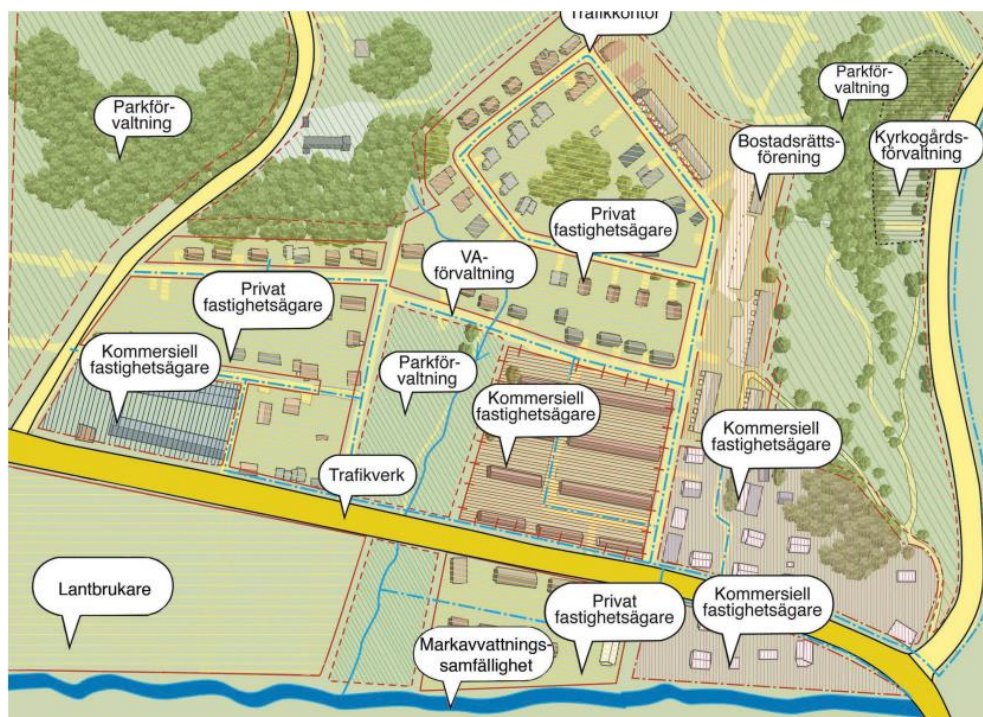 Trafikkontor
Parkför-
valtning
Parkför-
valtning
Bostadsrätts-
förening
Kyrkogårds-
förvaltning
Privat
fastighetsägare
VA-
förvaltning
Privat
fastighetsägare
Kommersiell
fastighetsägare
Parkför-
valtning
Kommersiell
fastighetsägare
Kommersiell
fastighetsägare
Trafikverk
Lantbrukare
Privat
fastighetsägare
Kommersiell
fastighetsägare
Markavvattnings-
samfällighet